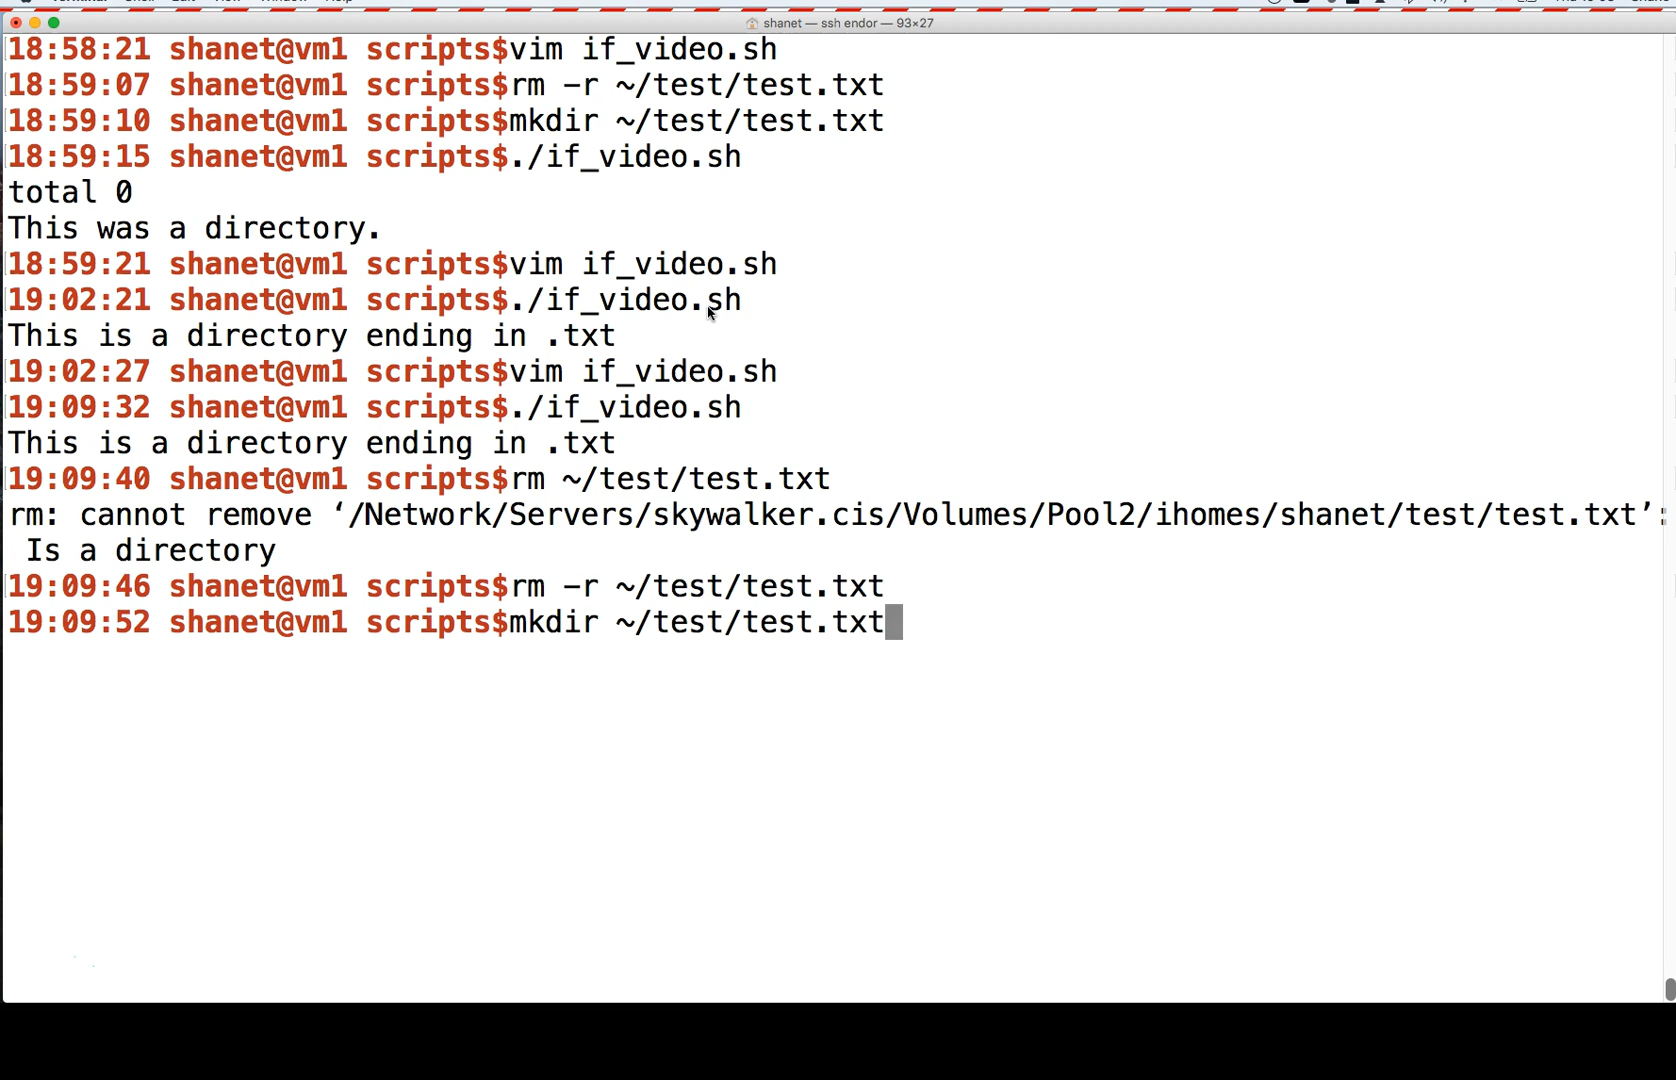 shanet — ssh endor — 93×27
18:58:21 shanet@vm1 scripts$vim if_video.sh
18:59:07 shanet@vm1 scripts$rm -r ~/test/test.txt
18:59:10 shanet@vm1 scripts$mkdir ~/test/test.txt
18:59:15 shanet@vm1 scripts$./if_video.sh
total 0
This was a directory.
18:59:21 shanet@vm1 scripts$vim if_video.sh
19:02:21 shanet@vm1 scripts$./if_video.sh
This is a directory ending in .txt
19:02:27 shanet@vm1 scripts$vim if_video.sh
19:09:32 shanet@vm1 scripts$./if_video.sh
This is a directory ending in .txt
19:09:40 shanet@vm1 scripts$rm ~/test/test.txt
rm: cannot remove ‘/Network/Servers/skywalker.cis/Volumes/Pool2/ihomes/shanet/test/test.txt’:
Is a directory
19:09:46 shanet@vm1 scripts$rm -r ~/test/test.txt
19:09:52 shanet@vm1 scripts$mkdir ~/test/test.txt